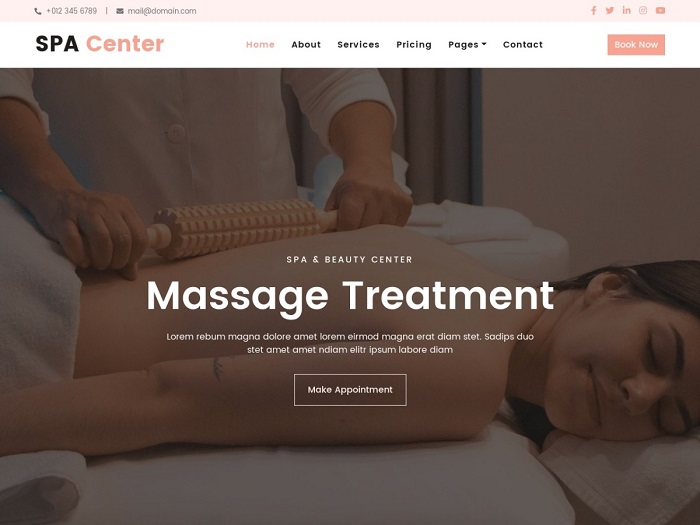 +012 345 6789 | mail@domain.com
SPA Center
Home About Services Pricing Pages Contact
Book Now
SPA & BEAUTY CENTER
Massage Treatment
Lorem rebum magna dolore amet lorem eirmod magna erat diam stet. Sadips duo
stet amet amet ndiam elitr ipsum labore diam
Make Appointment